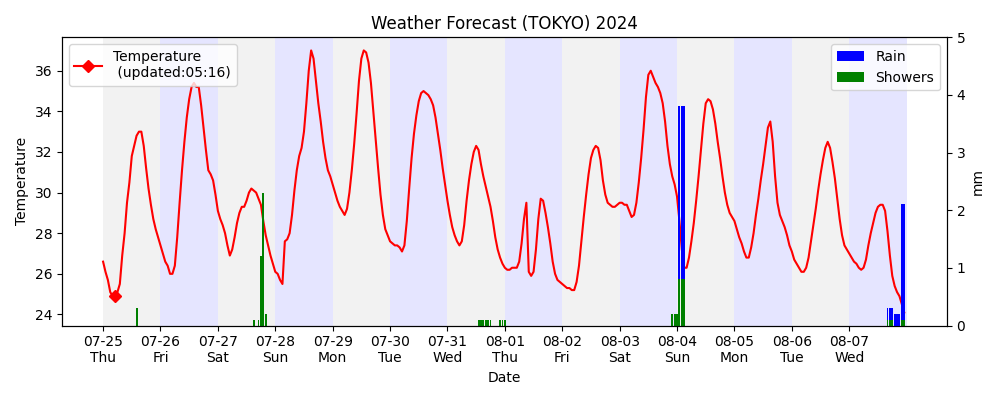 Weather Forecast (TOKYO) 2024
Temperature
(updated:05:16)
Rain
Showers
Temperature
36
34
32
30
28
26
24
5
4
3
2
1
0
mm
07-25 07-26 07-27 07-28 07-29 07-30 07-31 08-01 08-02 08-03 08-04 08-05 08-06 08-07
Thu Fri Sat Sun Mon Tue Wed Thu Fri Sat Sun Mon Tue Wed
Date